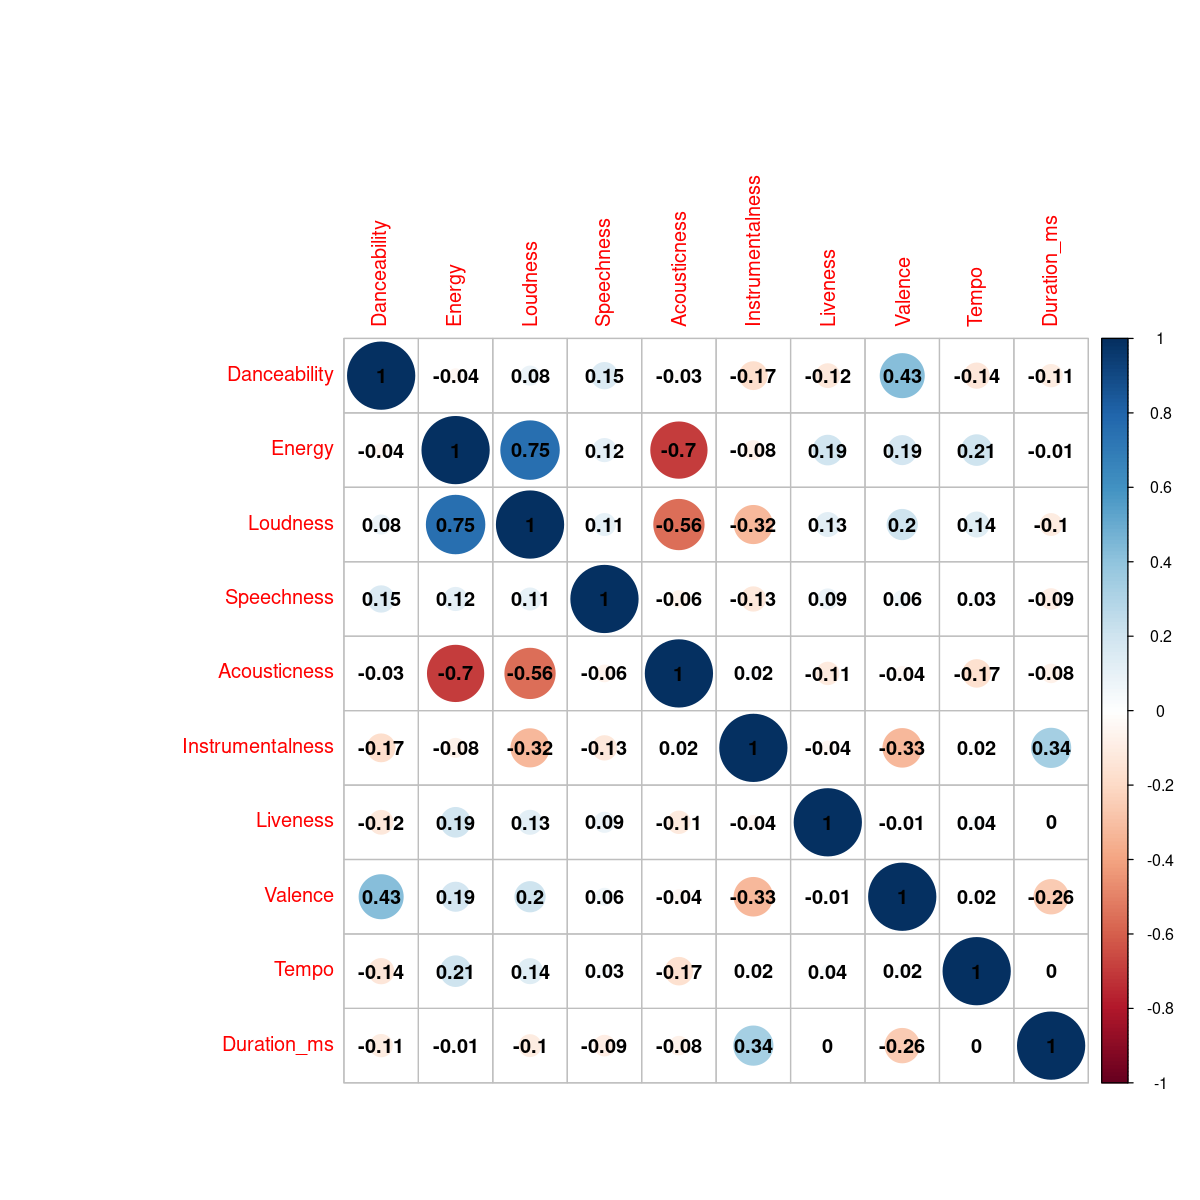 Danceability Energy Loudness Speechness Acousticness Instrumentalness Liveness Valence Tempo Duration_ms
Danceability 1 -0.04 0.08 0.15 -0.03 -0.17 -0.12 0.43 -0.14 -0.11
Energy -0.04 1 0.75 0.12 -0.7 -0.08 0.19 0.19 0.21 -0.01
Loudness 0.08 0.75 1 0.11 -0.56 -0.32 0.13 0.2 0.14 -0.1
Speechness 0.15 0.12 0.11 1 -0.06 -0.13 0.09 0.06 0.03 -0.09
Acousticness -0.03 -0.7 -0.56 -0.06 1 0.02 -0.11 -0.04 -0.17 -0.08
Instrumentalness -0.17 -0.08 -0.32 -0.13 0.02 1 -0.04 -0.33 0.02 0.34
Liveness -0.12 0.19 0.13 0.09 -0.11 -0.04 1 -0.01 0.04 0
Valence 0.43 0.19 0.2 0.06 -0.04 -0.33 -0.01 1 0.02 -0.26
Tempo -0.14 0.21 0.14 0.03 -0.17 0.02 0.04 0.02 1 0
Duration_ms -0.11 -0.01 -0.1 -0.09 -0.08 0.34 0 -0.26 0 1
1
0.8
0.6
0.4
0.2
0
-0.2
-0.4
-0.6
-0.8
-1